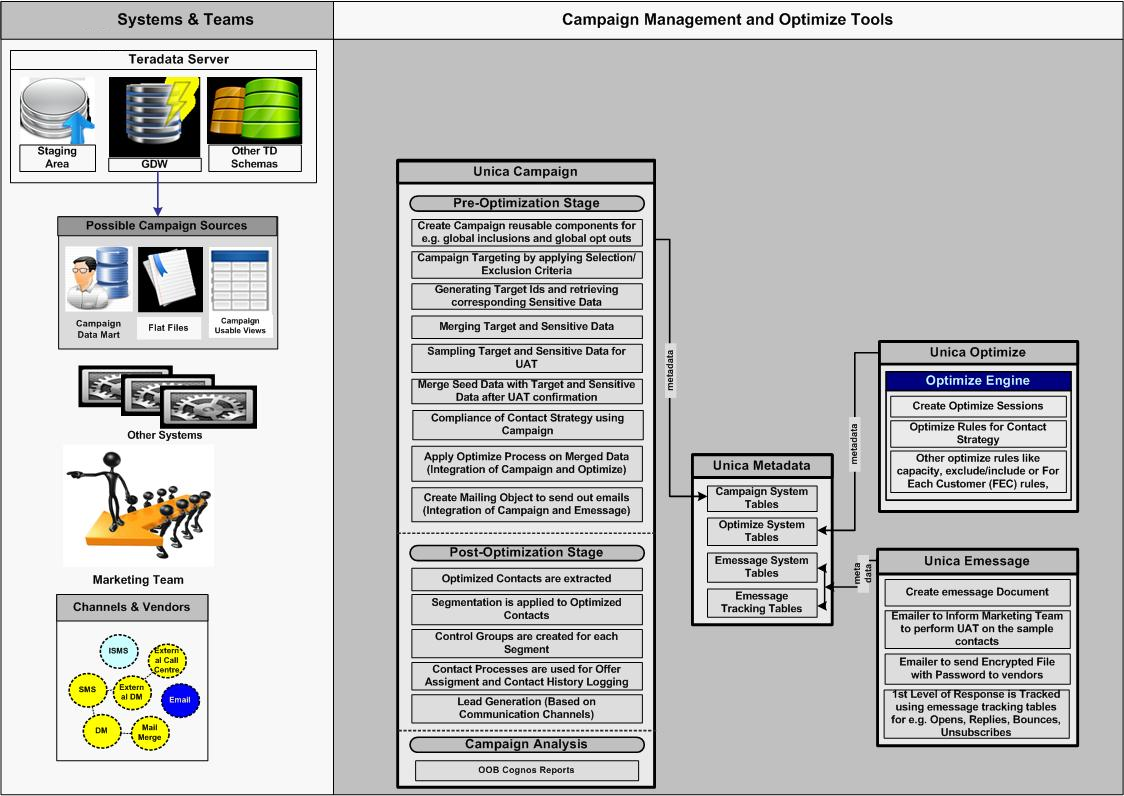 Systems & Teams
Campaign Management and Optimize Tools
Teradata Server
Staging
Area
GDW
Other TD
Schemas
Possible Campaign Sources
Campaign
Data Mart
Flat Files
Campaign
Usable Views
Other Systems
Marketing Team
Channels & Vendors
ISMS
Extern
al Call
Centre
SMS
Extern
al DM
Email
DM
Mail
Merge
Unica Campaign
Pre-Optimization Stage
Create Campaign reusable components for
e.g. global inclusions and global opt outs
Campaign Targeting by applying Selection/
Exclusion Criteria
Generating Target Ids and retrieving
corresponding Sensitive Data
Merging Target and Sensitive Data
Sampling Target and Sensitive Data for
UAT
Merge Seed Data with Target and Sensitive
Data after UAT confirmation
Compliance of Contact Strategy using
Campaign
Apply Optimize Process on Merged Data
(Integration of Campaign and Optimize)
Create Mailing Object to send out emails
(Integration of Campaign and Emessage)
Post-Optimization Stage
Optimized Contacts are extracted
Segmentation is applied to Optimized
Contacts
Control Groups are created for each
Segment
Contact Processes are used for Offer
Assigment and Contact History Logging
Lead Generation (Based on
Communication Channels)
Campaign Analysis
OOB Cognos Reports
metadata
Unica Metadata
Campaign System
Tables
Optimize System
Tables
Emessage System
Tables
Emessage
Tracking Tables
metadata
meta
data
Unica Optimize
Optimize Engine
Create Optimize Sessions
Optimize Rules for Contact
Strategy
Other optimize rules like
capacity, exclude/include or For
Each Customer (FEC) rules,
Unica Emessage
Create emessage Document
Emailer to Inform Marketing Team
to perform UAT on the sample
contacts
Emailer to send Encrypted File
with Password to vendors
1st Level of Response is Tracked
using emessage tracking tables
for e.g. Opens, Replies, Bounces,
Unsubscribes